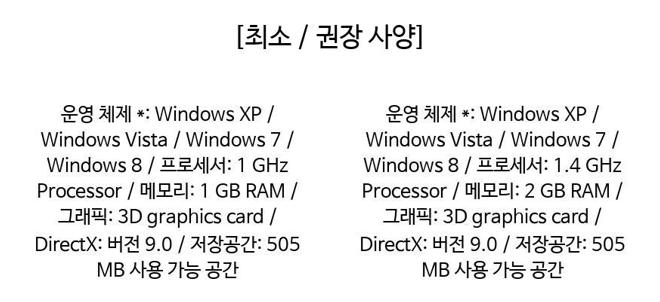 [최소 / 권장 사양]
운영 체제 *: Windows XP /
Windows Vista / Windows 7 /
Windows 8 / 프로세서: 1 GHz
Processor / 메모리: 1 GB RAM /
그래픽: 3D graphics card /
DirectX: 버전 9.0 / 저장공간: 505
MB 사용 가능 공간
운영 체제 *: Windows XP /
Windows Vista / Windows 7 /
Windows 8 / 프로세서: 1.4 GHz
Processor / 메모리: 2 GB RAM /
그래픽: 3D graphics card /
DirectX: 버전 9.0 / 저장공간: 505
MB 사용 가능 공간